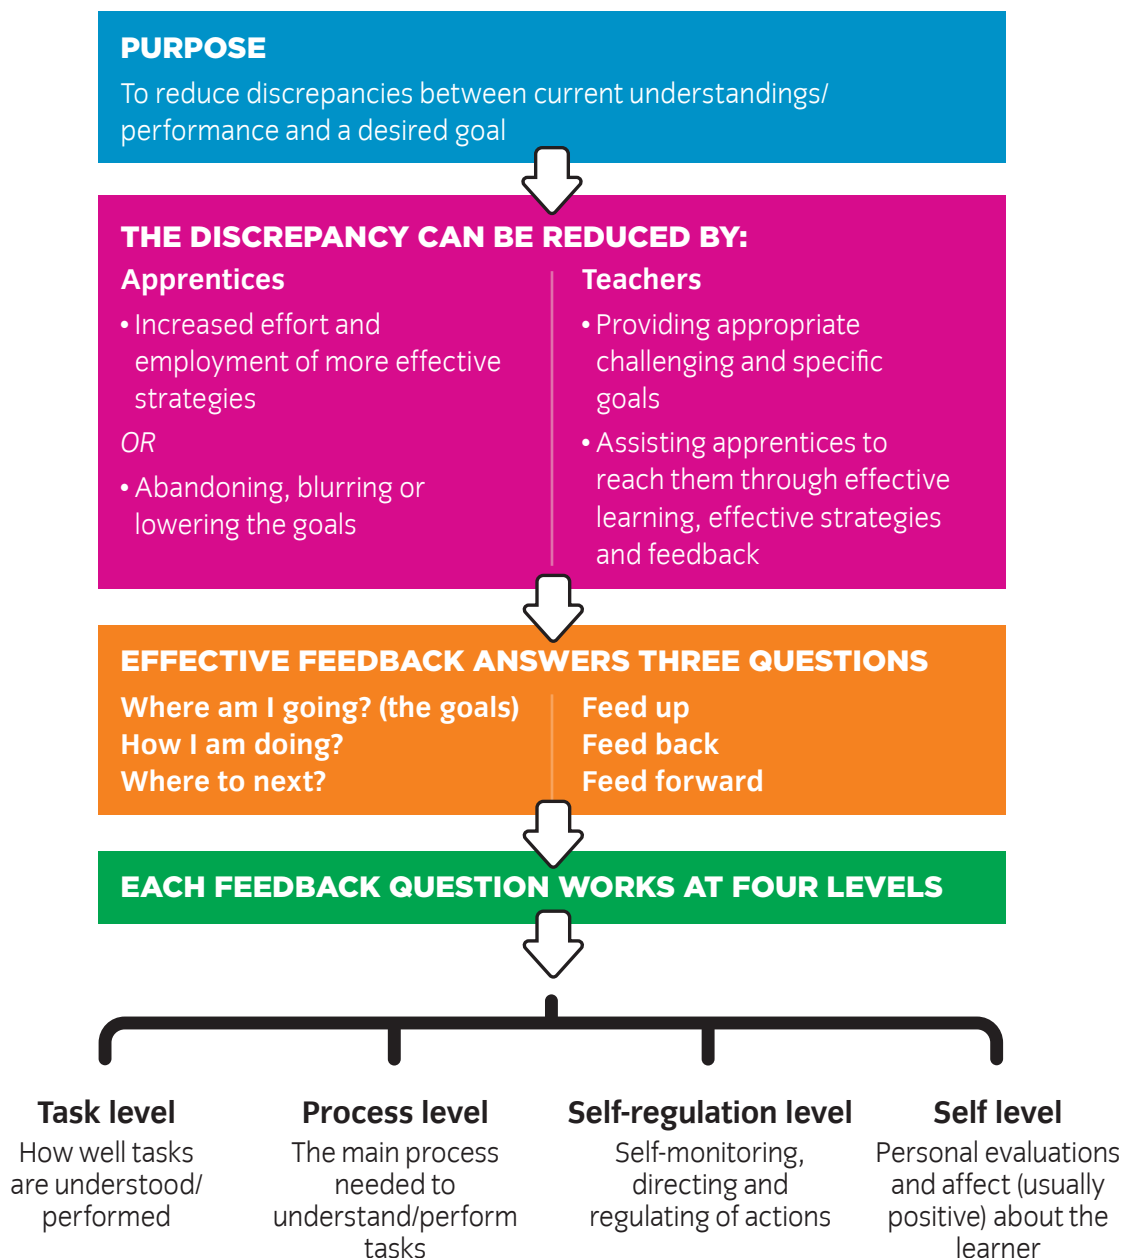 PURPOSE
To reduce discrepancies between current understandings/
performance and a desired goal
THE DISCREPANCY CAN BE REDUCED BY:
Apprentices
• Increased effort and
employment of more effective
strategies
OR
• Abandoning, blurring or
lowering the goals
Teachers
• Providing appropriate
challenging and specific
goals
• Assisting apprentices to
reach them through effective
learning, effective strategies
and feedback
EFFECTIVE FEEDBACK ANSWERS THREE QUESTIONS
Where am I going? (the goals)
How I am doing?
Where to next?
Feed up
Feed back
Feed forward
EACH FEEDBACK QUESTION WORKS AT FOUR LEVELS
Task level
How well tasks
are understood/
performed
Process level
The main process
needed to
understand/perform
tasks
Self-regulation level
Self-monitoring,
directing and
regulating of actions
Self level
Personal evaluations
and affect (usually
positive) about the
learner